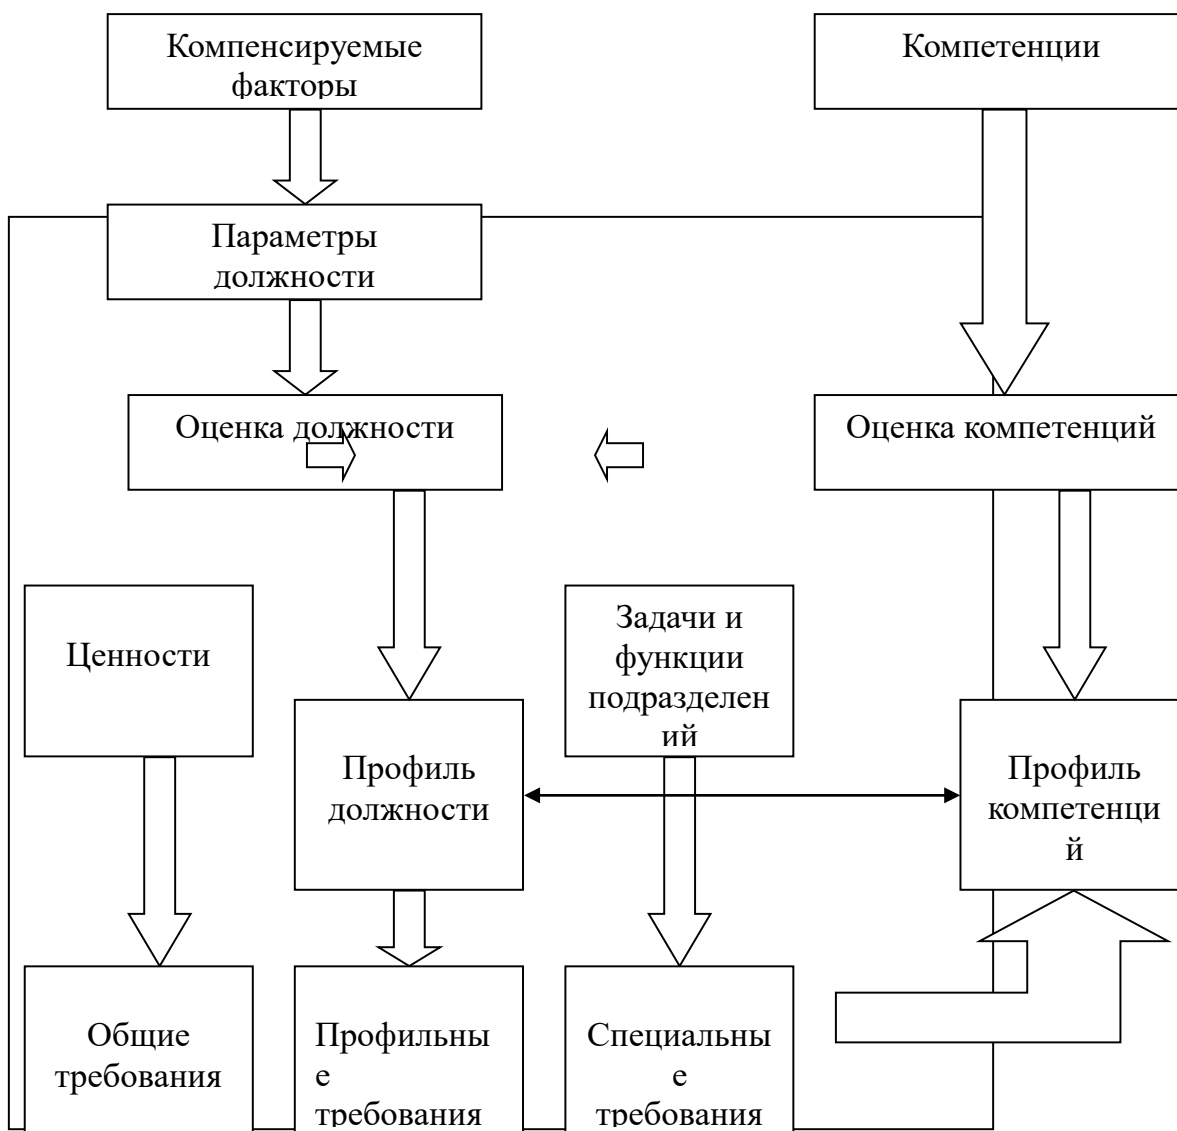 Компенсируемые
факторы
Компетенции
Параметры
должности
Оценка должности
Оценка компетенций
Ценности
Задачи и
функции
подразделен
ий
Профиль
должности
Профиль
компетенци
й
Общие
требования
Профильны
е
требования
Специальны
е
требования